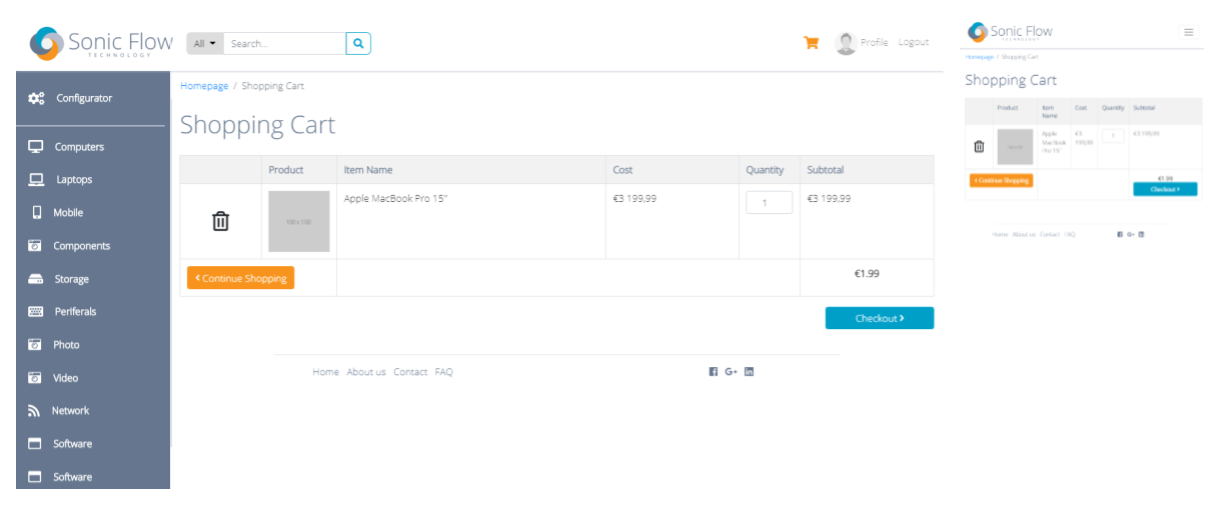 Sonic Flow
TECHNOLOGY
All Search...
Profile Logout
Configurator
Computers
Laptops
Mobile
Components
Storage
Periferals
Photo
Video
Network
Software
Software
Homepage / Shopping Cart
Shopping Cart
Product Item Name Cost Quantity Subtotal
100 x 100 Apple MacBook Pro 15" €3 199,99 1 €3 199,99
Continue Shopping €1.99
Checkout
Home About us Contact FAQ G+ in
Sonic Flow
TECHNOLOGY
Homepage / Shopping Cart
Shopping Cart
Product Item Cost Quantity Subtotal
Name
Apple €3 1 €3 199,99
MacBook 199,99
Pro 15"
Continue Shopping €1.99
Checkout
Home About us Contact FAQ G+ in